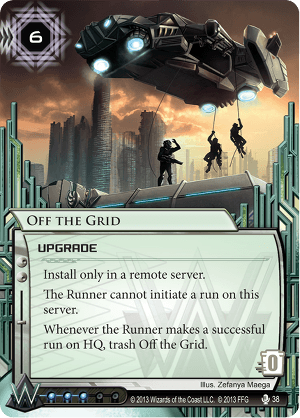 6
OFF THE GRID
UPGRADE
Install only in a remote server.
The Runner cannot initiate a run on this
server.
Whenever the Runner makes a successful
run on HQ, trash Off the Grid.
0
Illus. Zefanya Maega
© 2013 Wizards of the Coast LLC. © 2013 FFG
38